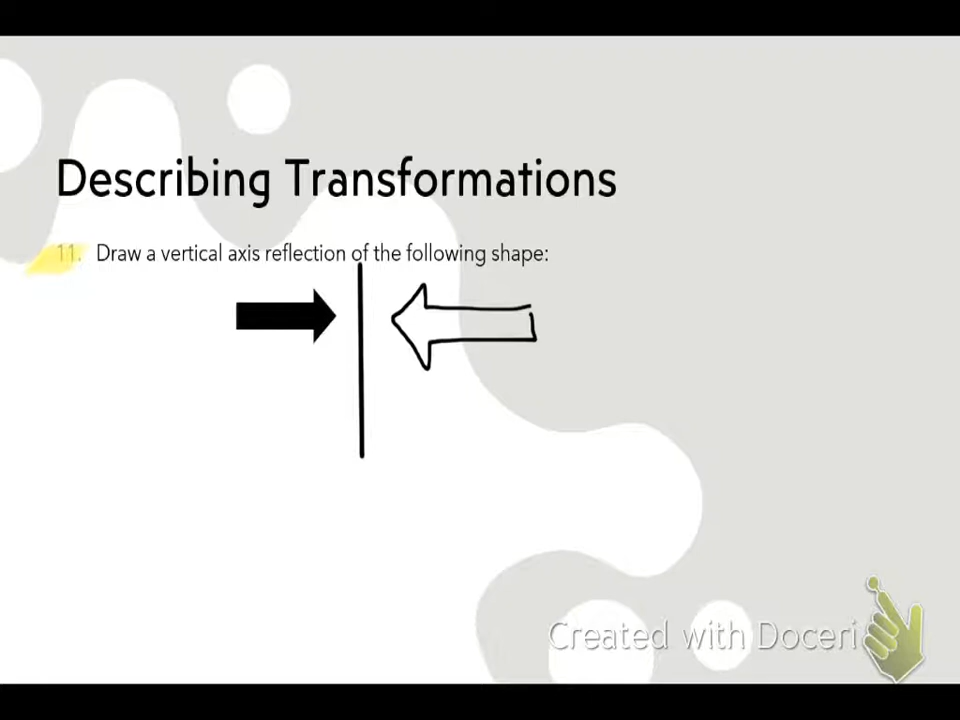 Describing Transformations
11. Draw a vertical axis reflection of the following shape:
Created with Doceri